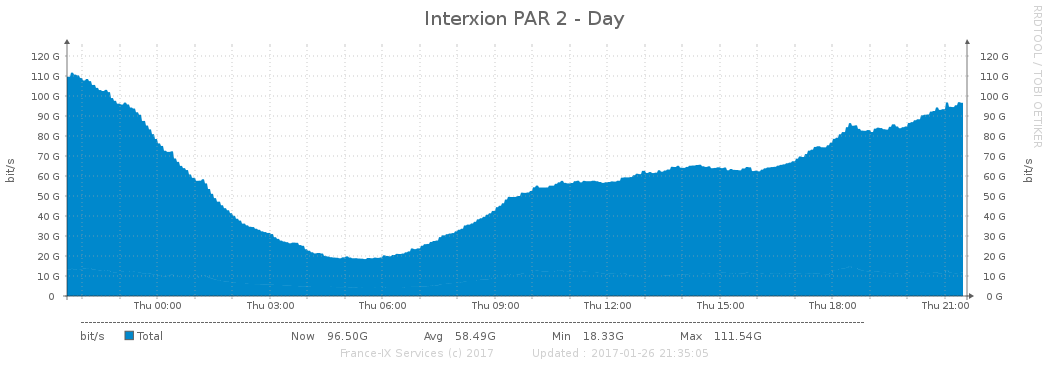 Interxion PAR 2 - Day
RRDTOOL / TOBI OETIKER
bit/s
120 G
110 G
100 G
90 G
80 G
70 G
60 G
50 G
40 G
30 G
20 G
10 G
0
120 G
110 G
100 G
90 G
80 G
70 G
60 G
50 G
40 G
30 G
20 G
10 G
0 G
bit/s
Thu 00:00 Thu 03:00 Thu 06:00 Thu 09:00 Thu 12:00 Thu 15:00 Thu 18:00 Thu 21:00
bit/s Total Now 96.50G Avg 58.49G Min 18.33G Max 111.54G
France-IX Services (c) 2017 Updated : 2017-01-26 21:35:05